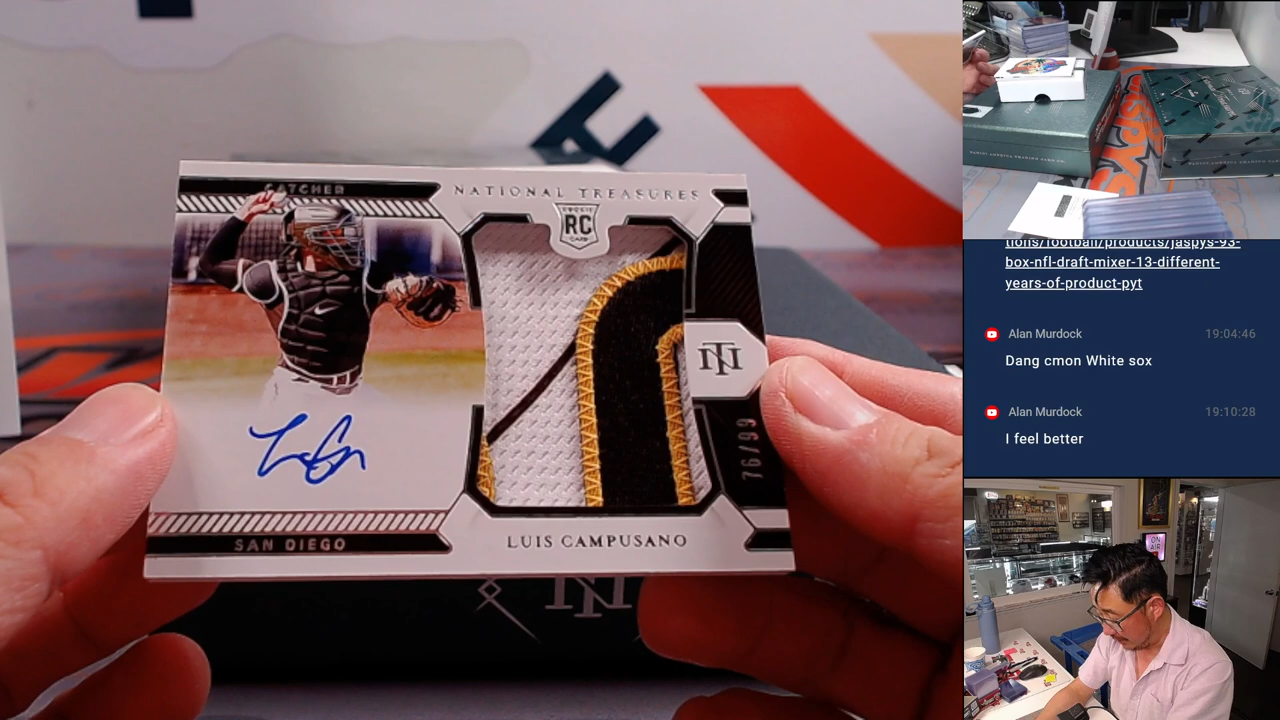 CATCHER
NATIONAL TREASURES
ROOKIE
RC
CARD
NT
76/99
SAN DIEGO
LUIS CAMPUSANO
tions/football/products/jaspys-93-
box-nfl-draft-mixer-13-different-
years-of-product-pyt
Alan Murdock 19:04:46
Dang cmon White sox
Alan Murdock 19:10:28
I feel better
ON
AIR